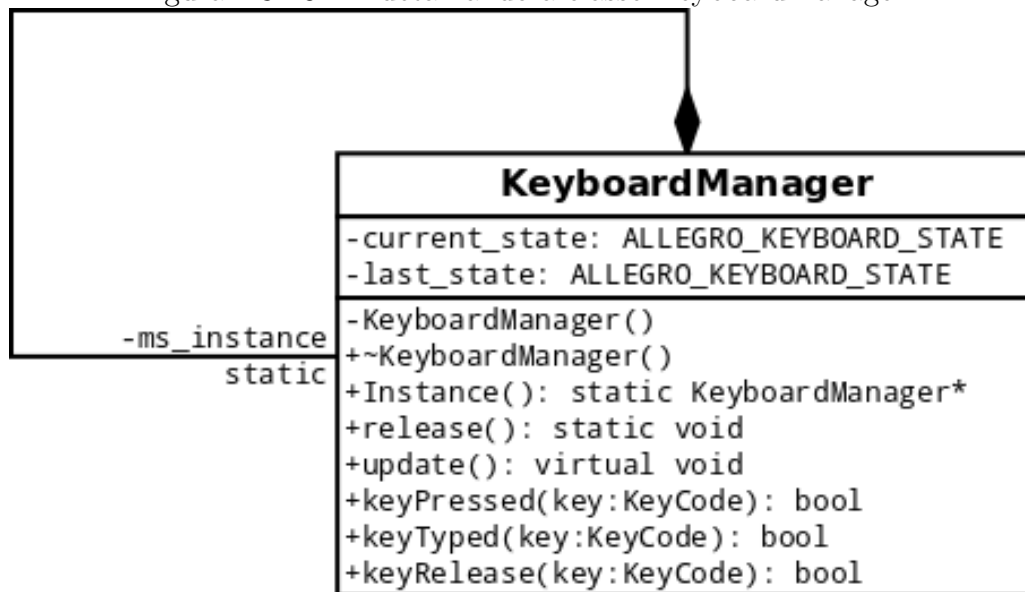 KeyboardManager
-current_state: ALLEGRO_KEYBOARD_STATE
-last_state: ALLEGRO_KEYBOARD_STATE
-ms_instance
static
-KeyboardManager()
+~KeyboardManager()
+Instance(): static KeyboardManager*
+release(): static void
+update(): virtual void
+keyPressed(key:KeyCode): bool
+keyTyped(key:KeyCode): bool
+keyRelease(key:KeyCode): bool